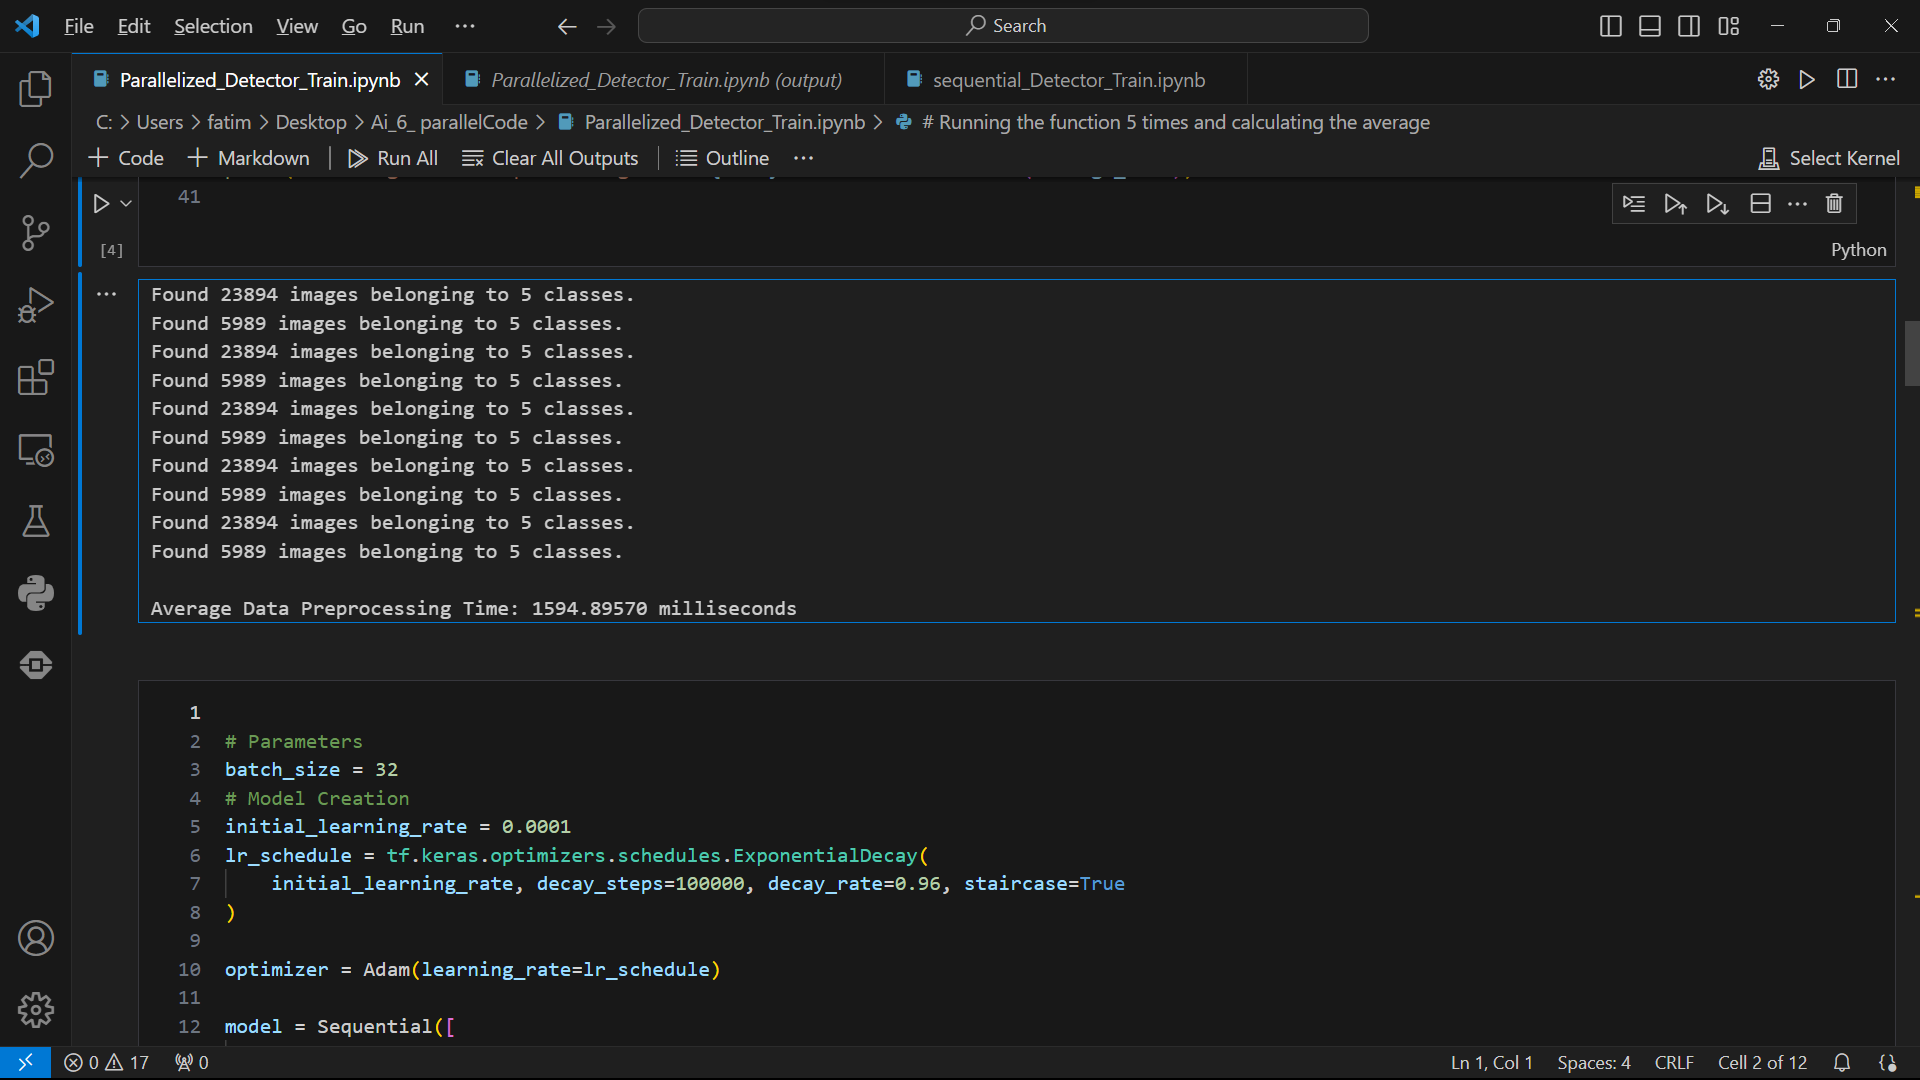 File Edit Selection View Go Run ··· Search
Parallelized_Detector_Train.ipynb Parallelized_Detector_Train.ipynb (output) sequential_Detector_Train.ipynb
C: > Users > fatim > Desktop > Ai_6_ parallelCode > Parallelized_Detector_Train.ipynb > # Running the function 5 times and calculating the average
+ Code + Markdown | Run All Clear All Outputs | Outline ··· Select Kernel
41
[4]
Python
Found 23894 images belonging to 5 classes.
Found 5989 images belonging to 5 classes.
Found 23894 images belonging to 5 classes.
Found 5989 images belonging to 5 classes.
Found 23894 images belonging to 5 classes.
Found 5989 images belonging to 5 classes.
Found 23894 images belonging to 5 classes.
Found 5989 images belonging to 5 classes.
Found 23894 images belonging to 5 classes.
Found 5989 images belonging to 5 classes.
Average Data Preprocessing Time: 1594.89570 milliseconds
1
2 # Parameters
3 batch_size = 32
4 # Model Creation
5 initial_learning_rate = 0.0001
6 lr_schedule = tf.keras.optimizers.schedules.ExponentialDecay(
7 initial_learning_rate, decay_steps=100000, decay_rate=0.96, staircase=True
8 )
9
10 optimizer = Adam(learning_rate=lr_schedule)
11
12 model = Sequential([
0 17 0 Ln 1, Col 1 Spaces: 4 CRLF Cell 2 of 12